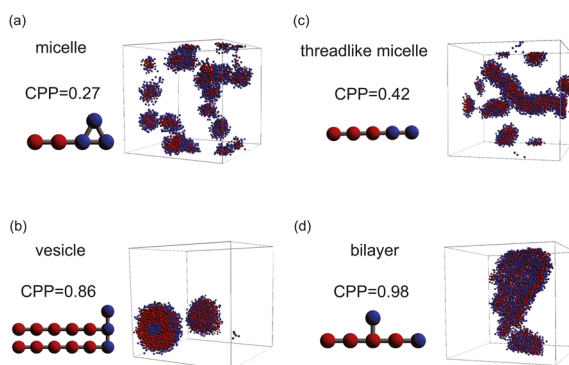 (a)
micelle
CPP=0.27
(c)
threadlike micelle
CPP=0.42
(b)
vesicle
CPP=0.86
(d)
bilayer
CPP=0.98